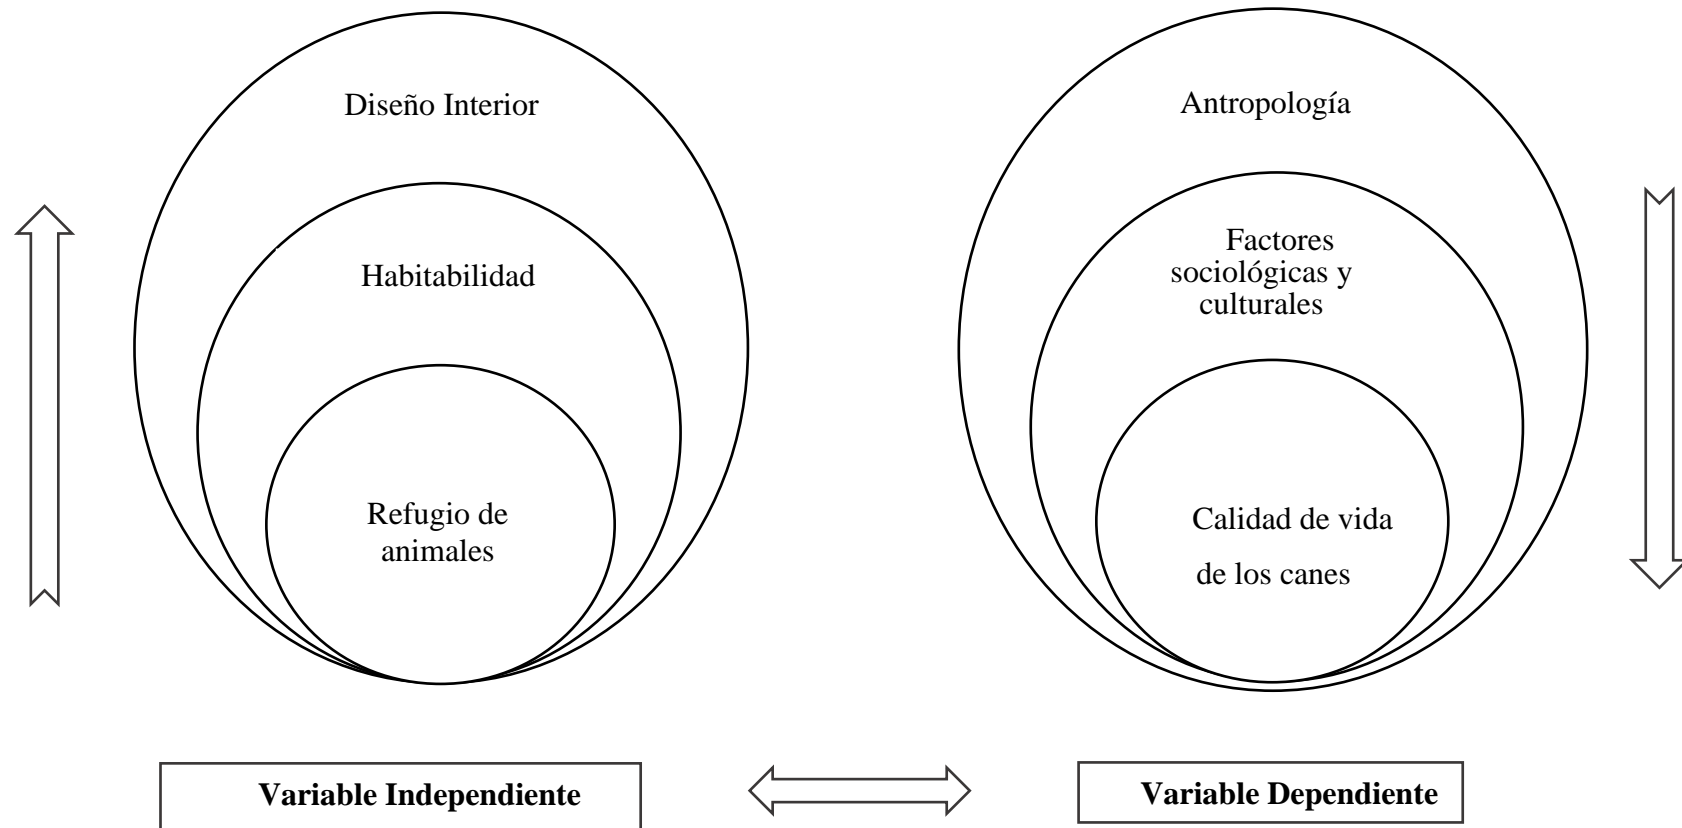 Diseño Interior
Habitabilidad
Refugio de
animales
Variable Independiente
Antropología
Factores
sociológicas y
culturales
Calidad de vida
de los canes
Variable Dependiente